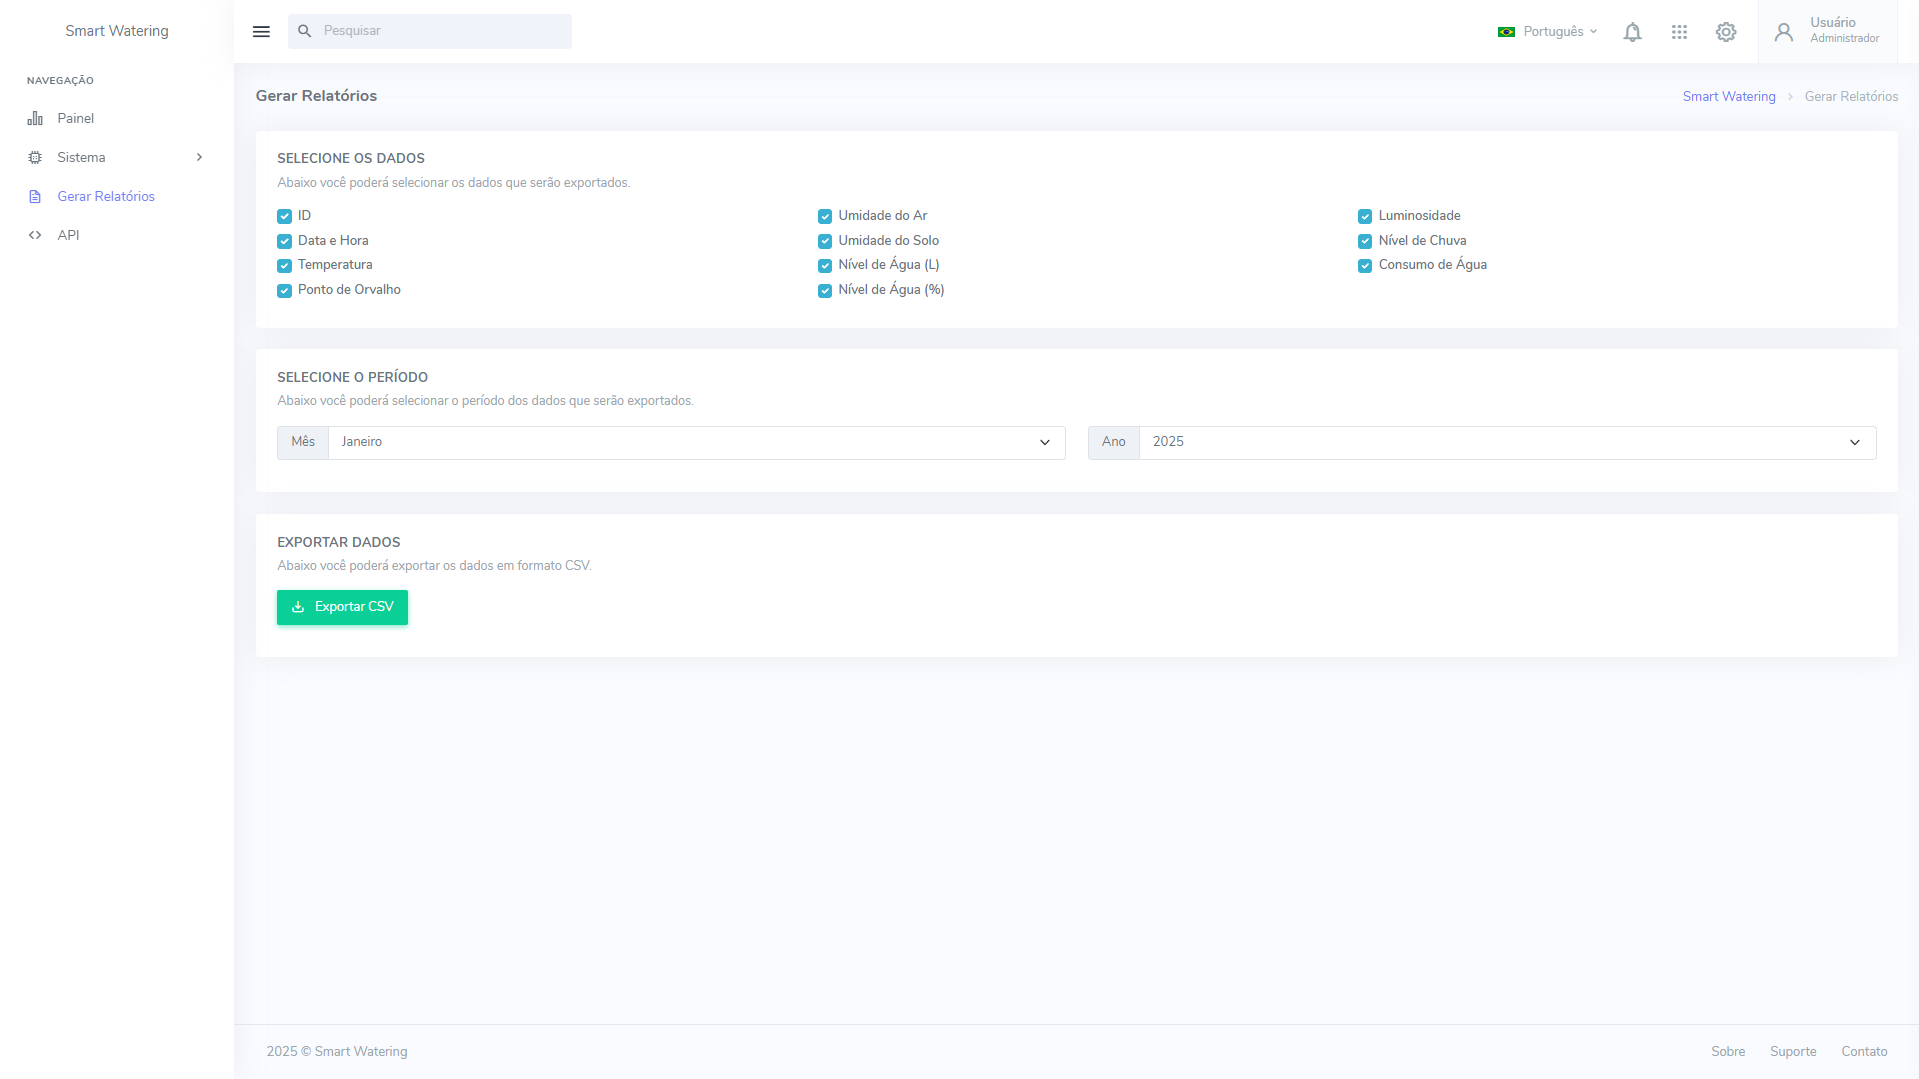 Smart Watering
Pesquisar
Português
Usuário
Administrador
NAVEGAÇÃO
Painel
Sistema
Gerar Relatórios
API
Gerar Relatórios
Smart Watering
Gerar Relatórios
SELECIONE OS DADOS
Abaixo você poderá selecionar os dados que serão exportados.
ID
Data e Hora
Temperatura
Ponto de Orvalho
Umidade do Ar
Umidade do Solo
Nível de Água (L)
Nível de Água (%)
Luminosidade
Nível de Chuva
Consumo de Água
SELECIONE O PERÍODO
Abaixo você poderá selecionar o período dos dados que serão exportados.
Mês Janeiro
Ano 2025
EXPORTAR DADOS
Abaixo você poderá exportar os dados em formato CSV.
Exportar CSV
2025 © Smart Watering
Sobre Suporte Contato